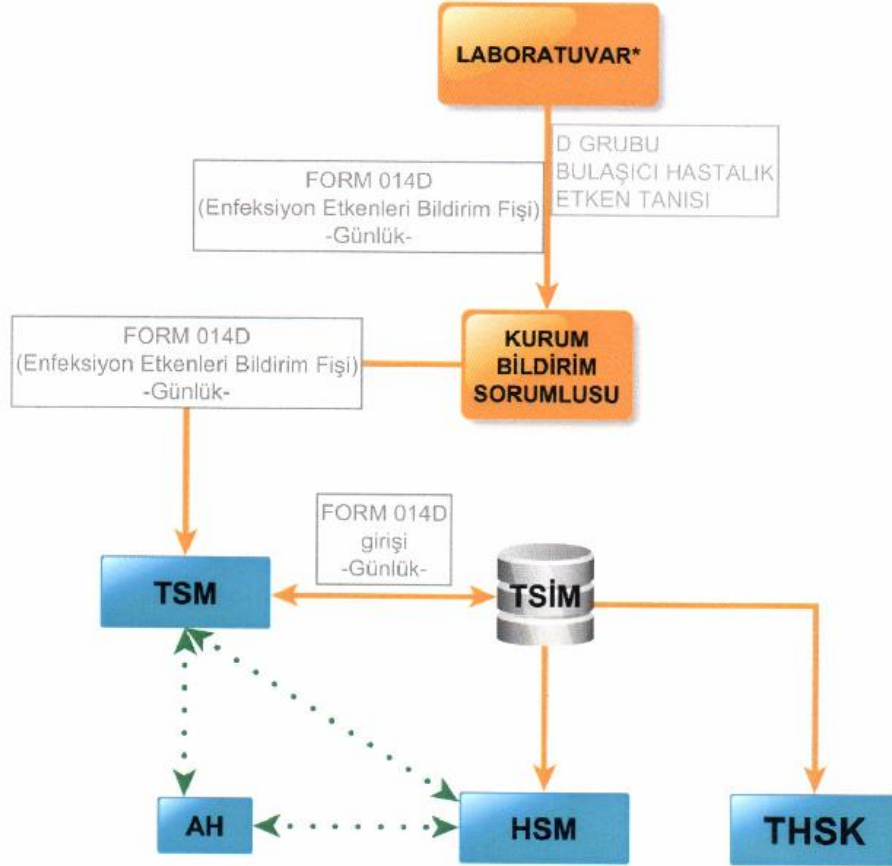 LABORATUVAR*
D GRUBU
BULAŞICI HASTALIK
ETKEN TANISI
FORM 014D
(Enfeksiyon Etkenleri Bildirim Fişi)
-Günlük-
KURUM
BİLDİRİM
SORUMLUSU
FORM 014D
(Enfeksiyon Etkenleri Bildirim Fişi)
-Günlük-
FORM 014D
girişi
-Günlük-
TSM
TSİM
AH
HSM
THSK